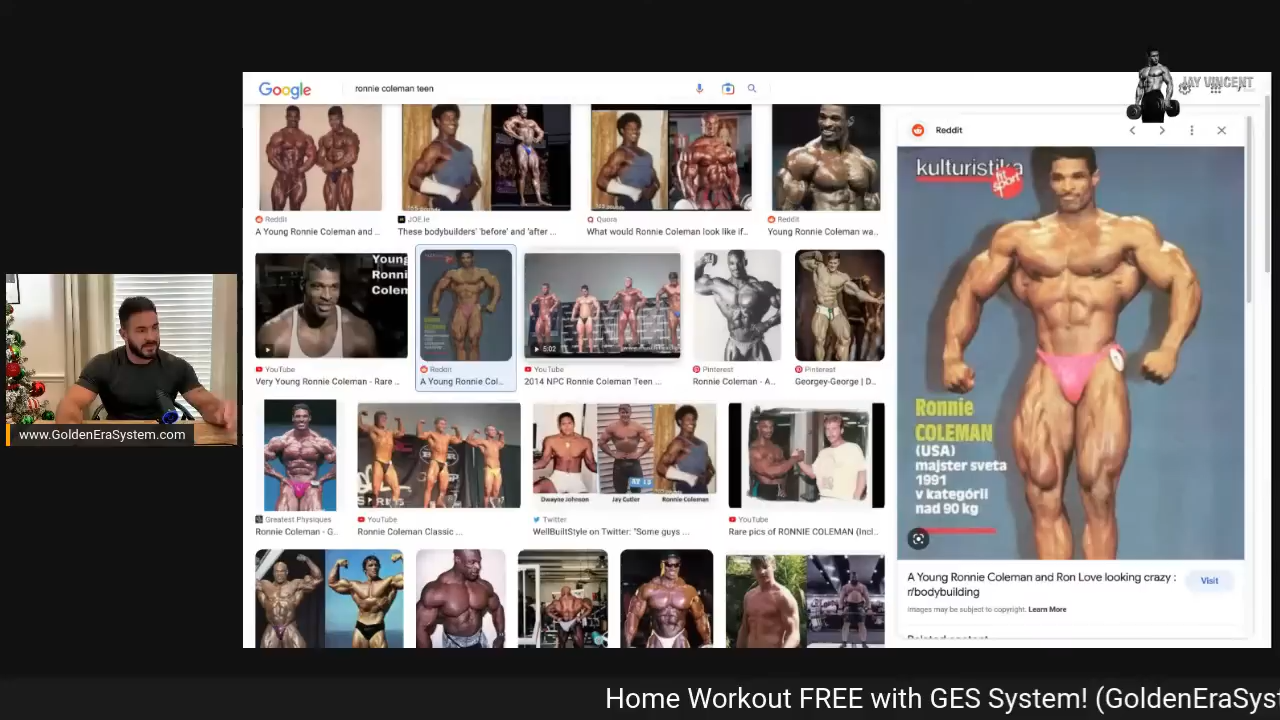 Google
ronnie coleman teen
JAY VINCENT
Reddit
A Young Ronnie Coleman and ...
JOE.ie
These bodybuilders' 'before' and 'after ...
Quora
What would Ronnie Coleman look like if..
Reddit
Young Ronnie Coleman wa..
Reddit
kulturistika
fit
sport
Ronnie
COLEMAN
(USA)
majster sveta
1991
v kategórii
nad 90 kg
Young
Ronni
Colem
YouTube
Very Young Ronnie Coleman - Rare ...
Reddit
A Young Ronnie Col...
5:02
YouTube
2014 NPC Ronnie Coleman Teen ...
Pinterest
Ronnie Coleman - A..
Pinterest
Georgey-George | D..
www.GoldenEraSystem.com
Greatest Physiques
Ronnie Coleman - G..
YouTube
Ronnie Coleman Classic ...
Dwayne Johnson
Jay Cutler
Ronnie Coleman
Twitter
WellBuiltStyle on Twitter: "Some guys ...
YouTube
Rare pics of RONNIE COLEMAN (Incl..
A Young Ronnie Coleman and Ron Love looking crazy :
r/bodybuilding
Visit
Images may be subject to copyright. Learn More
Home Workout FREE with GES System! (GoldenEraSyst